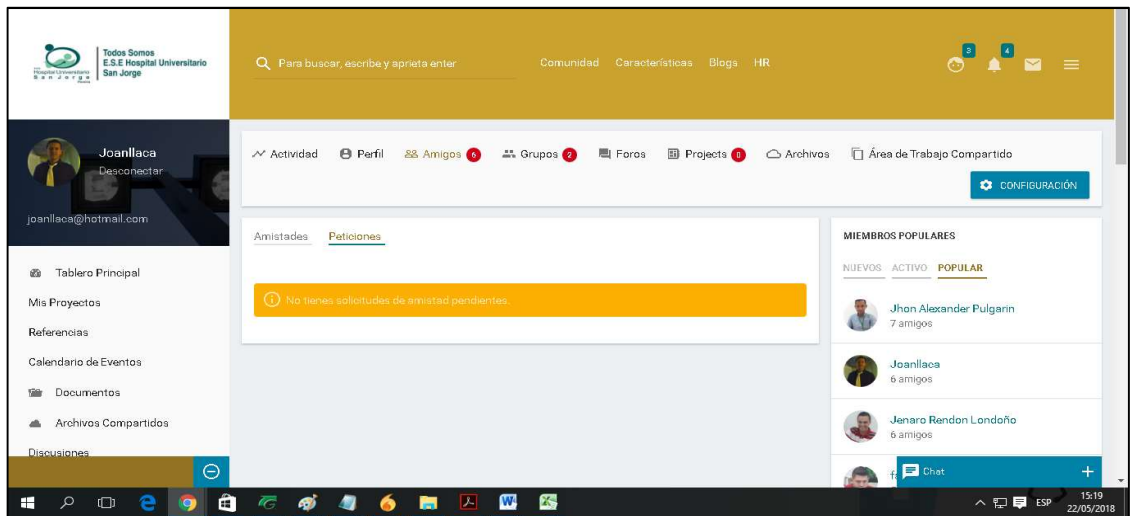 Todos Somos
E.S.E Hospital Universitario
San Jorge
Hospital Universitario
San Jorge
Para buscar, escribe y aprieta enter
Comunidad Características Blogs HR
3 4
Joanllaca
Desconectar
joanllaca@hotmail.com
Actividad Perfil Amigos 6 Grupos 2 Foros Projects 0 Archivos Área de Trabajo Compartido
CONFIGURACIÓN
Tablero Principal
Mis Proyectos
Referencias
Calendario de Eventos
Documentos
Archivos Compartidos
Discusiones
Amistades Peticiones
No tienes solicitudes de amistad pendientes.
MIEMBROS POPULARES
NUEVOS ACTIVO POPULAR
Jhon Alexander Pulgarin
7 amigos
Joanllaca
6 amigos
Jenaro Rendon Londoño
6 amigos
Chat
ESP
15:19
22/05/2018